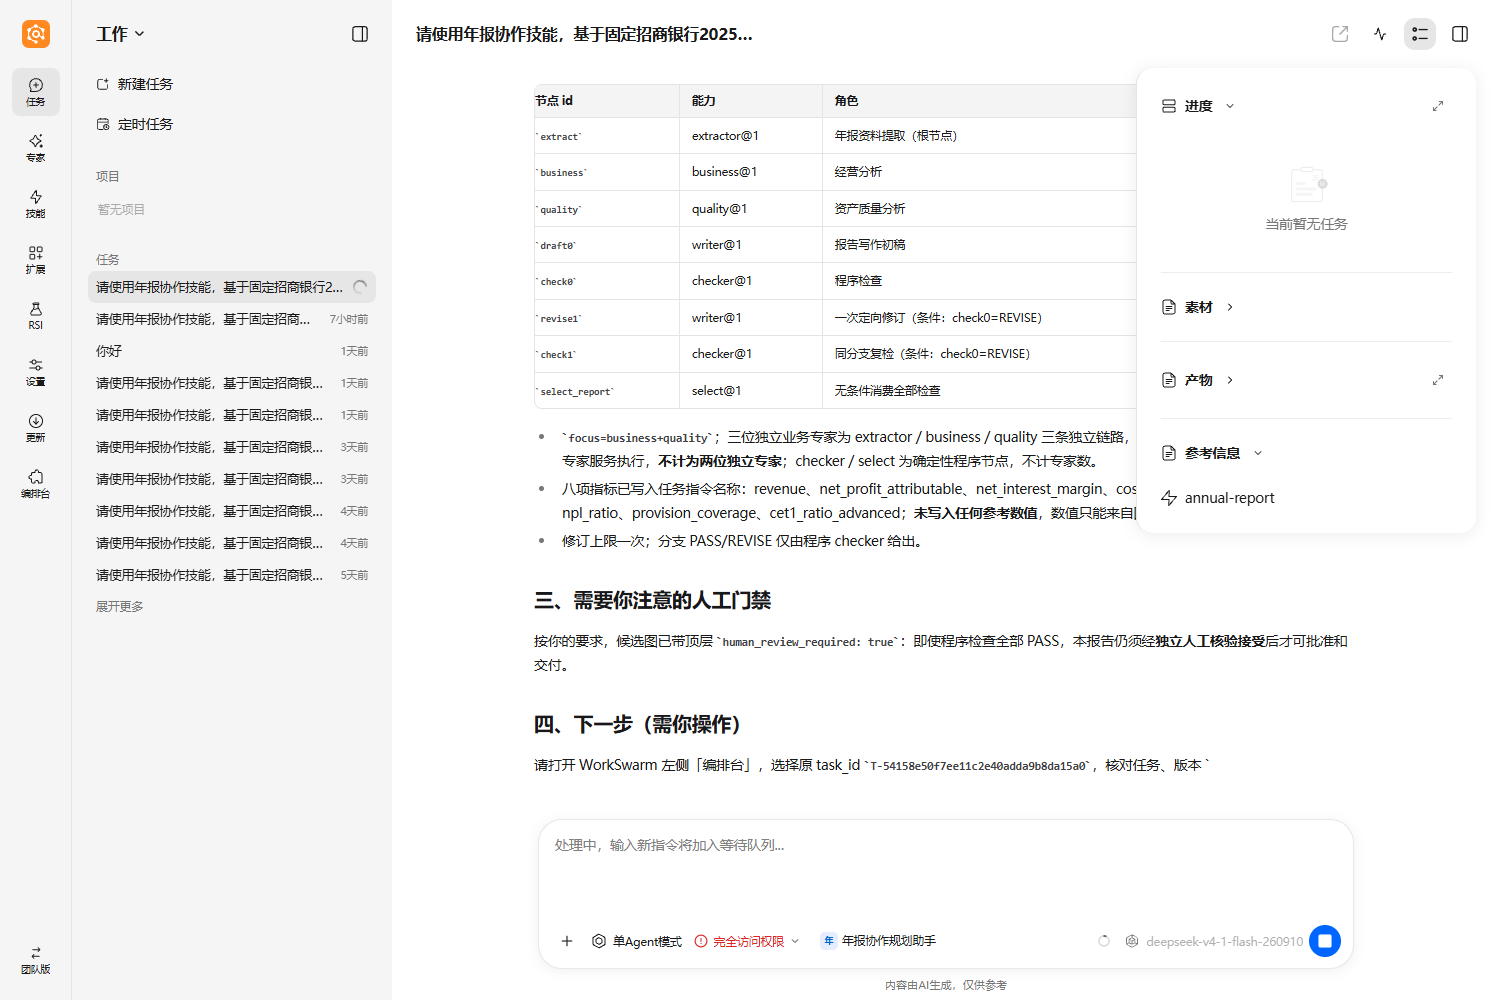 任务
专家
技能
扩展
RSI
设置
更新
编排台
团队版
工作
新建任务
定时任务
项目
暂无项目
任务
请使用年报协作技能，基于固定招商银行2...
请使用年报协作技能，基于固定招商... 7小时前
你好 1天前
请使用年报协作技能，基于固定招商银... 1天前
请使用年报协作技能，基于固定招商银... 1天前
请使用年报协作技能，基于固定招商银... 3天前
请使用年报协作技能，基于固定招商银... 3天前
请使用年报协作技能，基于固定招商银... 4天前
请使用年报协作技能，基于固定招商银... 4天前
请使用年报协作技能，基于固定招商银... 5天前
展开更多
请使用年报协作技能，基于固定招商银行2025...
节点 id 能力 角色
`extract` extractor@1 年报资料提取（根节点）
`business` business@1 经营分析
`quality` quality@1 资产质量分析
`draft0` writer@1 报告写作初稿
`check0` checker@1 程序检查
`revise1` writer@1 一次定向修订（条件：check0=REVISE）
`check1` checker@1 同分支复检（条件：check0=REVISE）
`select_report` select@1 无条件消费全部检查
`focus=business+quality`；三位独立业务专家为 extractor / business / quality 三条独立链路，
专家服务执行，不计为两位独立专家；checker / select 为确定性程序节点，不计专家数。
八项指标已写入任务指令名称：revenue、net_profit_attributable、net_interest_margin、cos
npl_ratio、provision_coverage、cet1_ratio_advanced；未写入任何参考数值，数值只能来自
修订上限一次；分支 PASS/REVISE 仅由程序 checker 给出。
三、需要你注意的人工门禁
按你的要求，候选图已带顶层 `human_review_required: true`：即使程序检查全部 PASS，本报告仍须经独立人工核验接受后才可批准和
交付。
四、下一步（需你操作）
请打开 WorkSwarm 左侧「编排台」，选择原 task_id `T-54158e50f7ee11c2e40adda9b8da15a0`，核对任务、版本 `
进度
当前暂无任务
素材
产物
参考信息
annual-report
处理中，输入新指令将加入等待队列...
单Agent模式 完全访问权限 年 年报协作规划助手 deepseek-v4-1-flash-260910
内容由AI生成，仅供参考